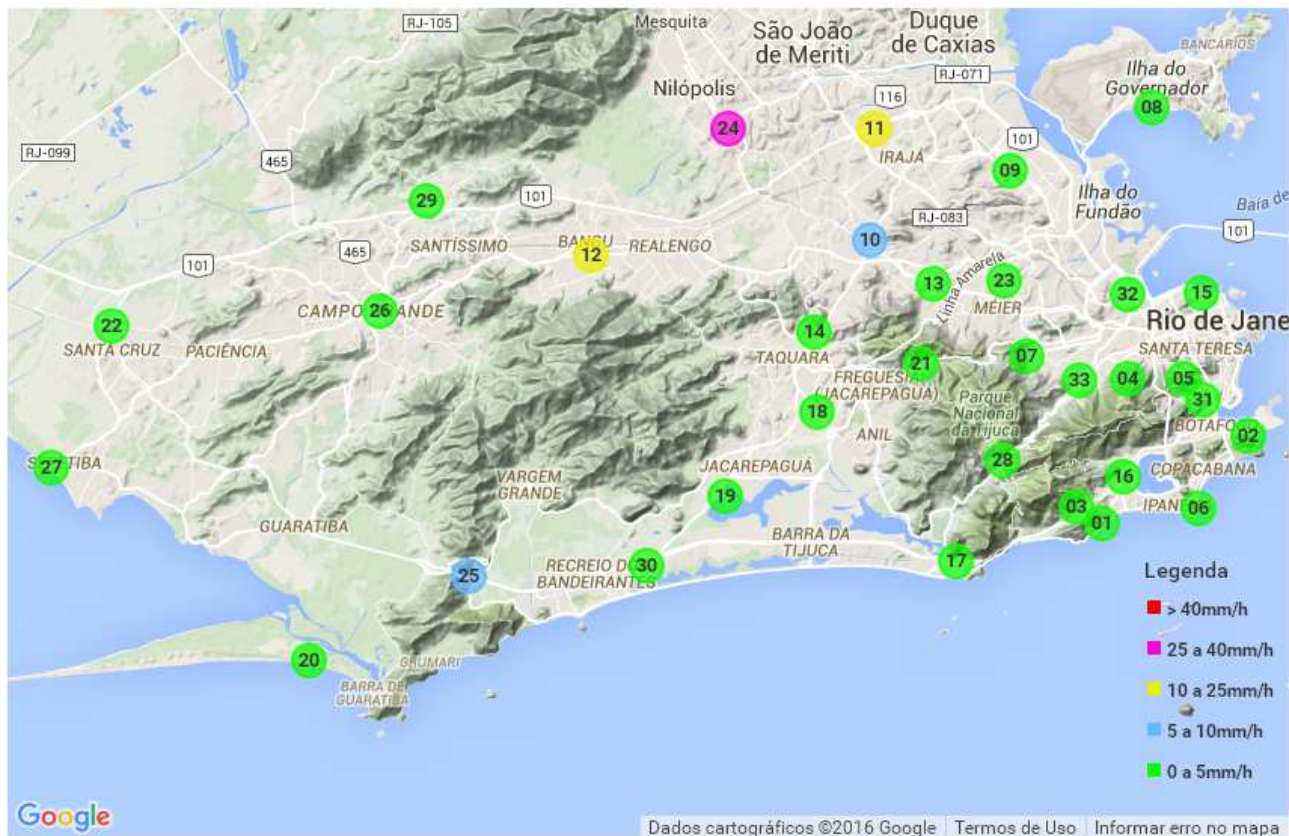 RJ-105
Mesquita
São João
de Meriti
Duque
de Caxias
BANCÁRIOS
RJ-071
Ilha do
Governador
Nilópolis
116
08
24
11
IRAJÁ
101
RJ-099
465
09
Ilha do
Fundão
29
101
RJ-083
Baía de
101
10
SANTÍSSIMO
BANGU
REALENGO
465
12
101
Linha Amarela
13
23
MÉIER
32
15
26
CAMPO GRANDE
22
SANTA CRUZ
PACIÊNCIA
14
TAQUARA
Rio de Jane
SANTA TERESA
07
21
FREGUESIA
(JACAREPAGUÁ)
33
04
05
31
Parque
Nacional
da Tijuca
18
ANIL
BOTAFO
02
27
28
16
COPACABANA
VARGEM
GRANDE
JACAREPAGUÁ
19
03
IPANE
06
01
GUARATIBA
BARRA DA
TIJUCA
25
RECREIO DOS
BANDEIRANTES
30
17
20
GRUMARI
BARRA DE
GUARATIBA
Legenda
> 40mm/h
25 a 40mm/h
10 a 25mm/h
5 a 10mm/h
0 a 5mm/h
Google
Dados cartográficos ©2016 Google
Termos de Uso
Informar erro no mapa